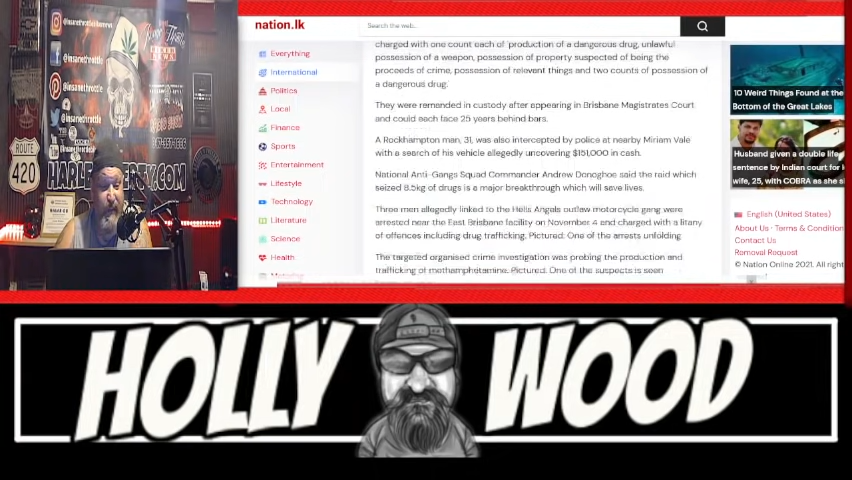 @insanethrottle
@insanethrottle
@insanethrottle
ROUTE
420
HARLE
nation.lk
Search the web..
Everything
International
Politics
Local
Finance
Sports
Entertainment
Lifestyle
Technology
Literature
Science
Health
charged with one count each of production of a dangerous drug, unlawful
possession of a weapon, possession of property suspected of being the
proceeds of crime, possession of relevent things and two counts of possession of
a dangerous drug.
They were remanded in custody after appearing in Brisbane Magistrates Court
and could each face 25 years behind bars.
A Rockhampton man, 31, was also intercepted by police at nearby Miriam Vale
with a search of his vehicle allegedly uncovering $151,000 in cash.
National Anti-Gangs Squad Commander Andrew Donoghoe said the raid which
seized 8.5kg of drugs is a major breakthrough which will save lives.
Three men allegedly linked to the Hells Angels outlaw motorcycle gang were
arrested near the East Brisbane facility on November 4 and charged with a litany
of offences including drug trafficking. Pictured: One of the arrests unfolding
The targeted organised crime investigation was probing the production and
trafficking of methamphetamine. Pictured: One of the suspects is seen
10 Weird Things Found at the
Bottom of the Great Lakes
Husband given a double life
sentence by Indian court for
wife, 25, with COBRA as she
English (United States)
About Us · Terms & Condition
Contact Us
Removal Request
© Nation Online 2021. All right
HOLLY WOOD